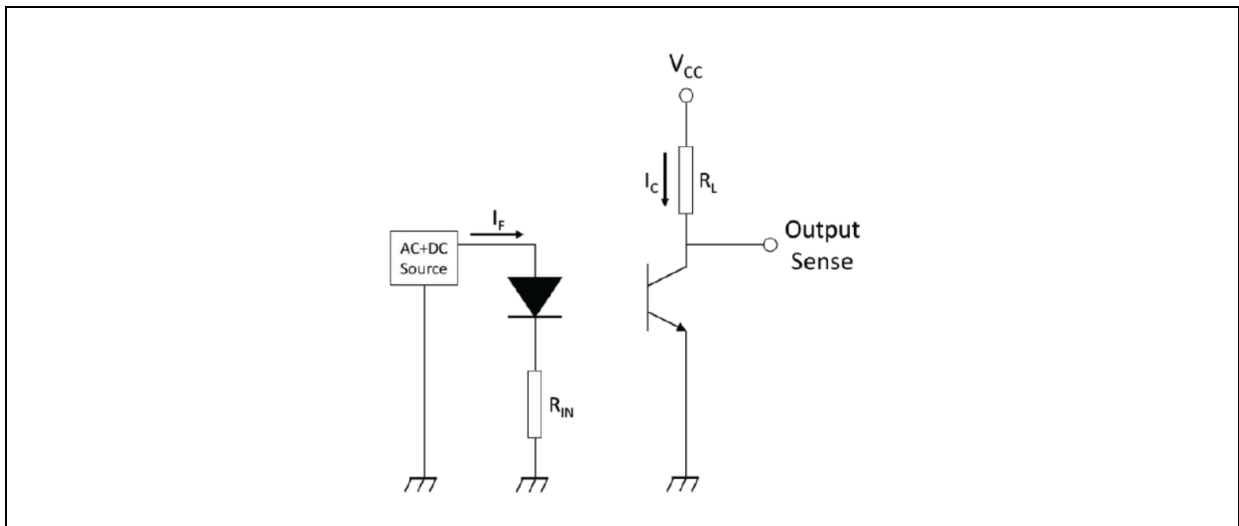 V_CC
I_C
R_L
I_F
AC+DC
Source
Output
Sense
R_IN